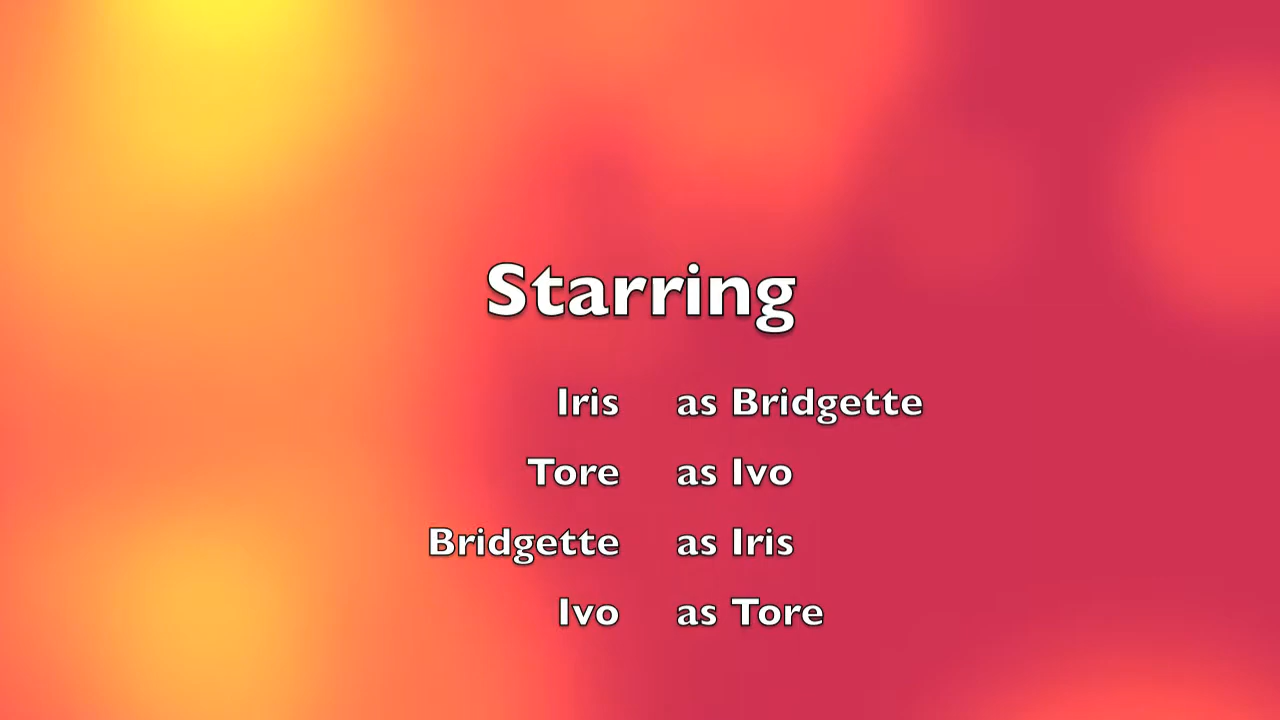 Starring
Iris as Bridgette
Tore as Ivo
Bridgette as Iris
Ivo as Tore